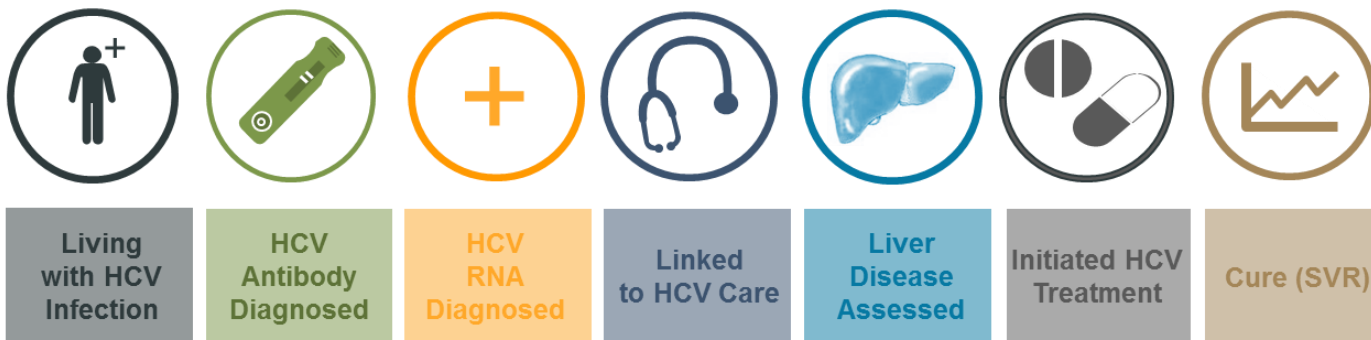 Living
with HCV
Infection
HCV
Antibody
Diagnosed
HCV
RNA
Diagnosed
Linked
to HCV Care
Liver
Disease
Assessed
Initiated HCV
Treatment
Cure (SVR)